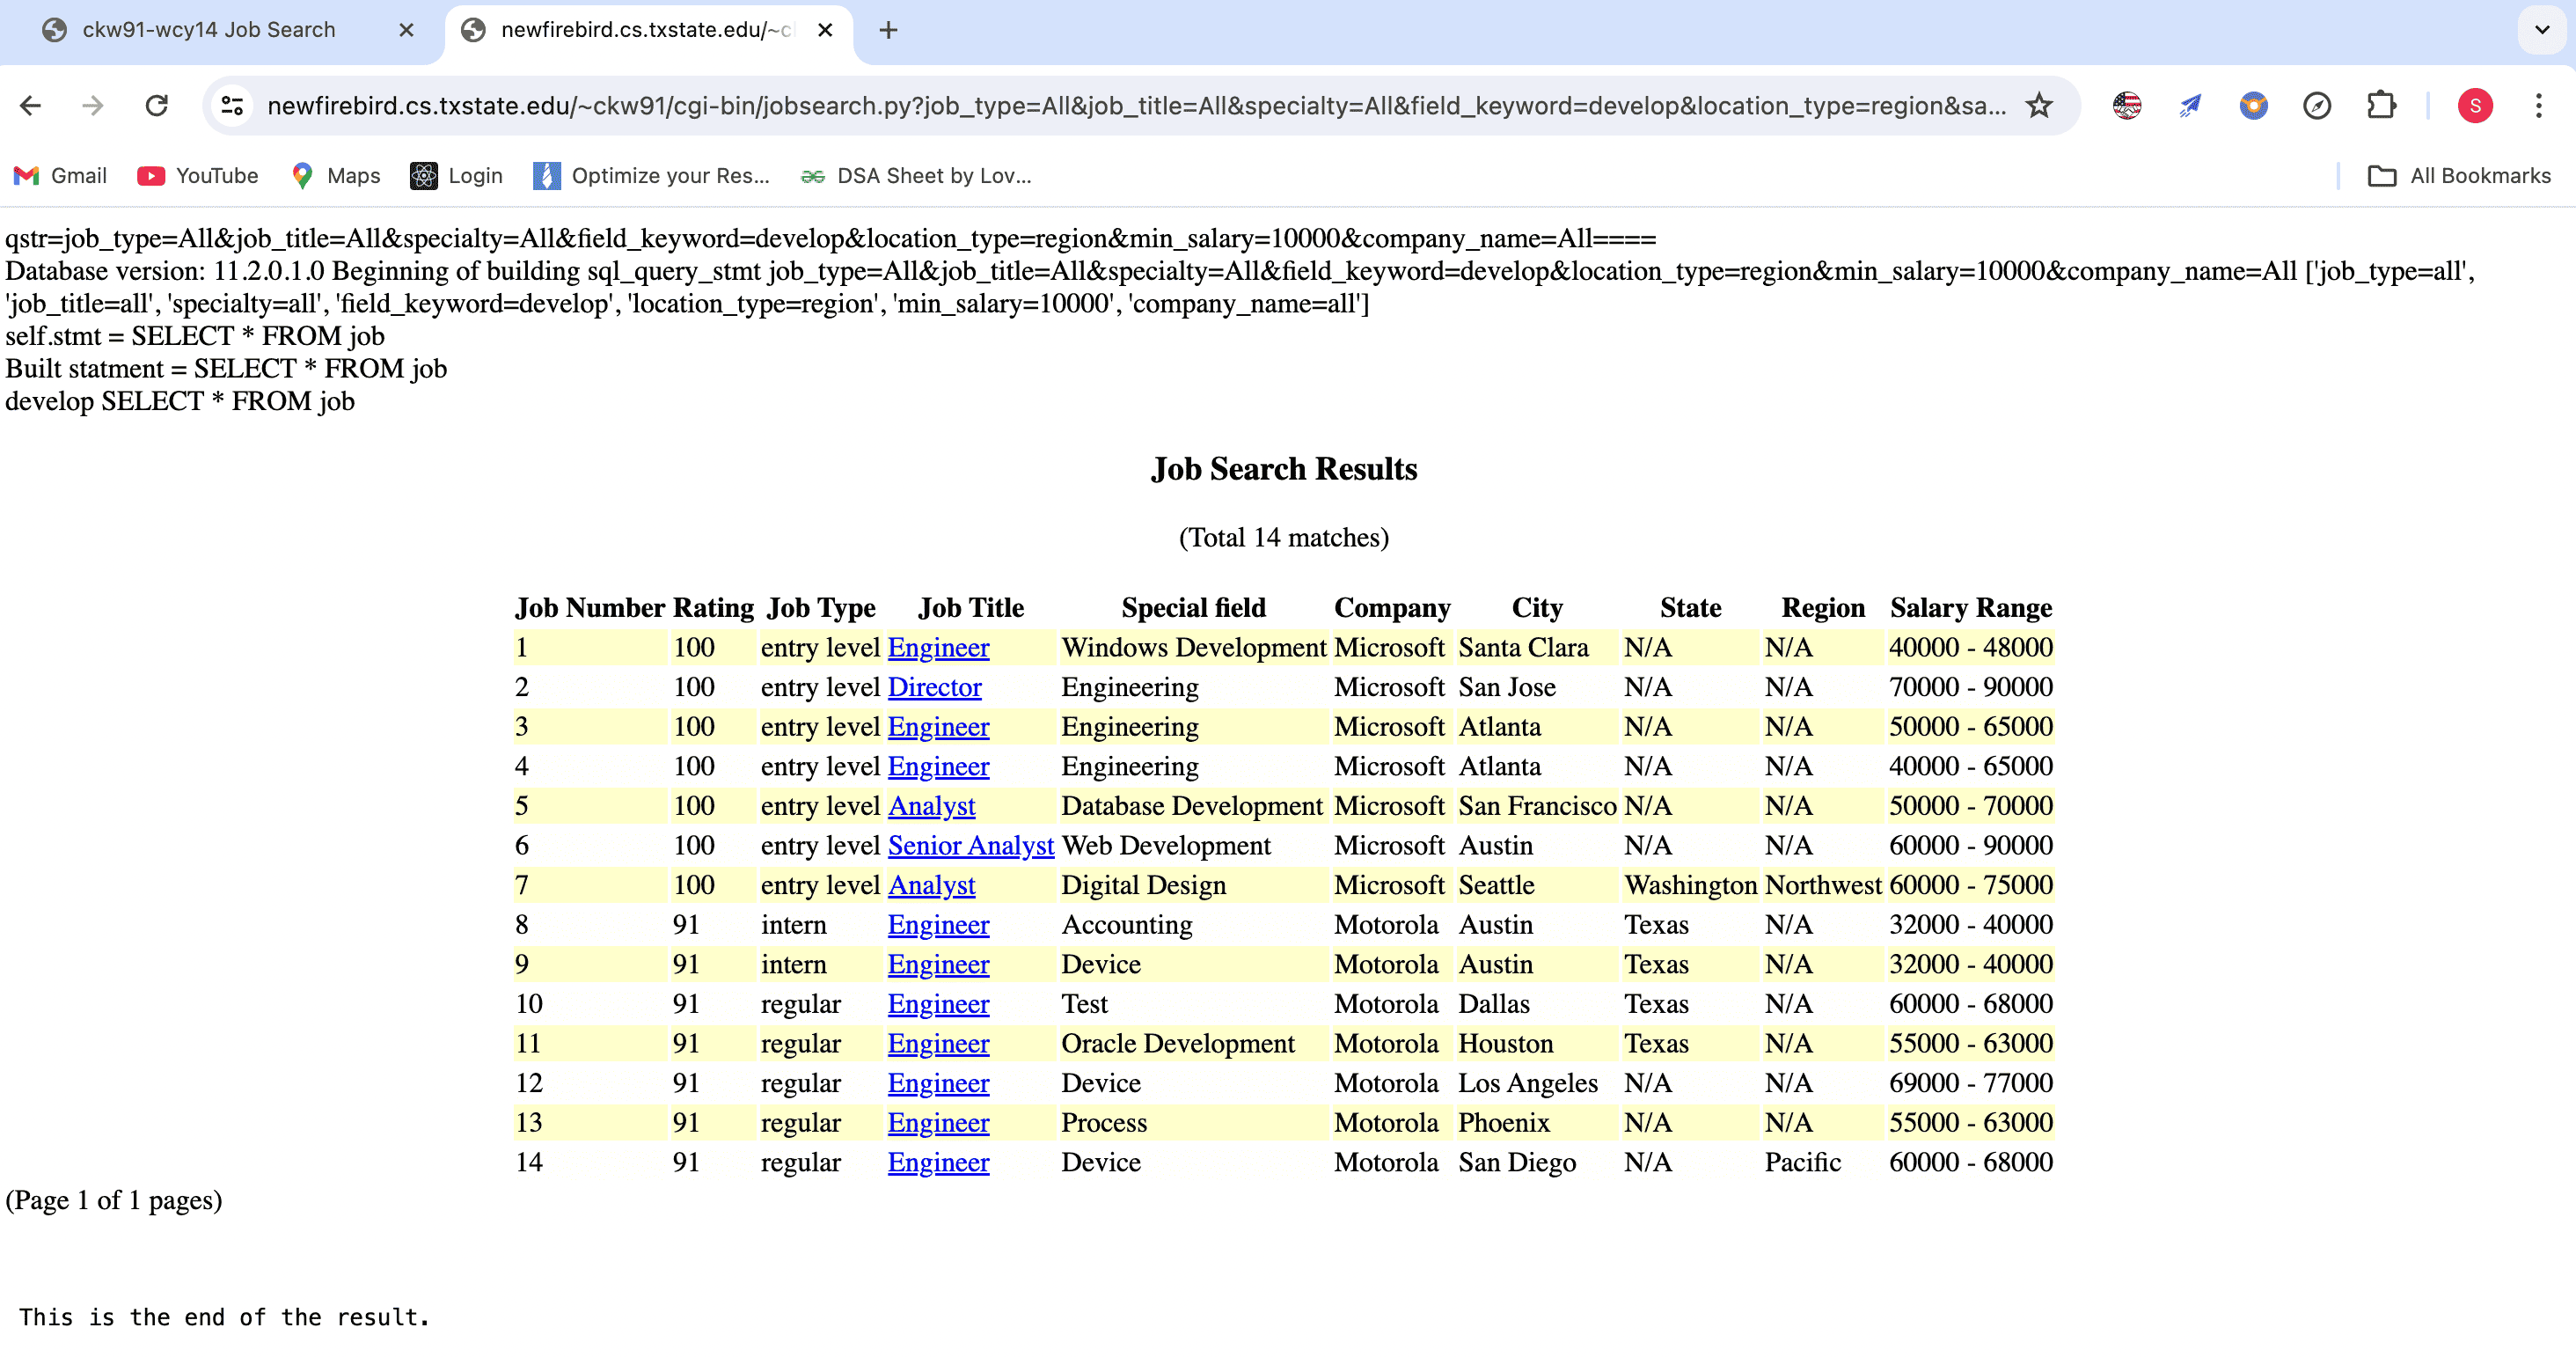 ckw91-wcy14 Job Search
newfirebird.cs.txstate.edu/~c
newfirebird.cs.txstate.edu/~ckw91/cgi-bin/jobsearch.py?job_type=All&job_title=All&specialty=All&field_keyword=develop&location_type=region&sa... S
Gmail YouTube Maps Login Optimize your Res... DSA Sheet by Lov... All Bookmarks
qstr=job_type=All&job_title=All&specialty=All&field_keyword=develop&location_type=region&min_salary=10000&company_name=All====
Database version: 11.2.0.1.0 Beginning of building sql_query_stmt job_type=All&job_title=All&specialty=All&field_keyword=develop&location_type=region&min_salary=10000&company_name=All ['job_type=all',
'job_title=all', 'specialty=all', 'field_keyword=develop', 'location_type=region', 'min_salary=10000', 'company_name=all']
self.stmt = SELECT * FROM job
Built statment = SELECT * FROM job
develop SELECT * FROM job
Job Search Results
(Total 14 matches)
Job Number Rating Job Type Job Title Special field Company City State Region Salary Range
1 100 entry level Engineer Windows Development Microsoft Santa Clara N/A N/A 40000 - 48000
2 100 entry level Director Engineering Microsoft San Jose N/A N/A 70000 - 90000
3 100 entry level Engineer Engineering Microsoft Atlanta N/A N/A 50000 - 65000
4 100 entry level Engineer Engineering Microsoft Atlanta N/A N/A 40000 - 65000
5 100 entry level Analyst Database Development Microsoft San Francisco N/A N/A 50000 - 70000
6 100 entry level Senior Analyst Web Development Microsoft Austin N/A N/A 60000 - 90000
7 100 entry level Analyst Digital Design Microsoft Seattle Washington Northwest 60000 - 75000
8 91 intern Engineer Accounting Motorola Austin Texas N/A 32000 - 40000
9 91 intern Engineer Device Motorola Austin Texas N/A 32000 - 40000
10 91 regular Engineer Test Motorola Dallas Texas N/A 60000 - 68000
11 91 regular Engineer Oracle Development Motorola Houston Texas N/A 55000 - 63000
12 91 regular Engineer Device Motorola Los Angeles N/A N/A 69000 - 77000
13 91 regular Engineer Process Motorola Phoenix N/A N/A 55000 - 63000
14 91 regular Engineer Device Motorola San Diego N/A Pacific 60000 - 68000
(Page 1 of 1 pages)
This is the end of the result.